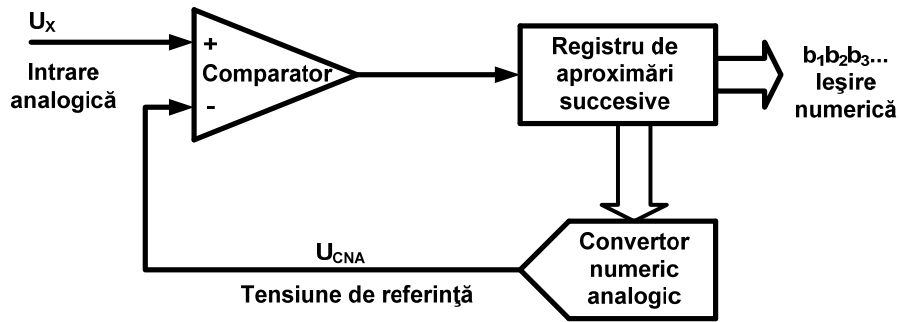 U_X
Intrare
analogică
+
Comparator
-
Registru de
aproximări
succesive
b₁b₂b₃...
Ieşire
numerică
U_CNA
Tensiune de referinţă
Convertor
numeric
analogic